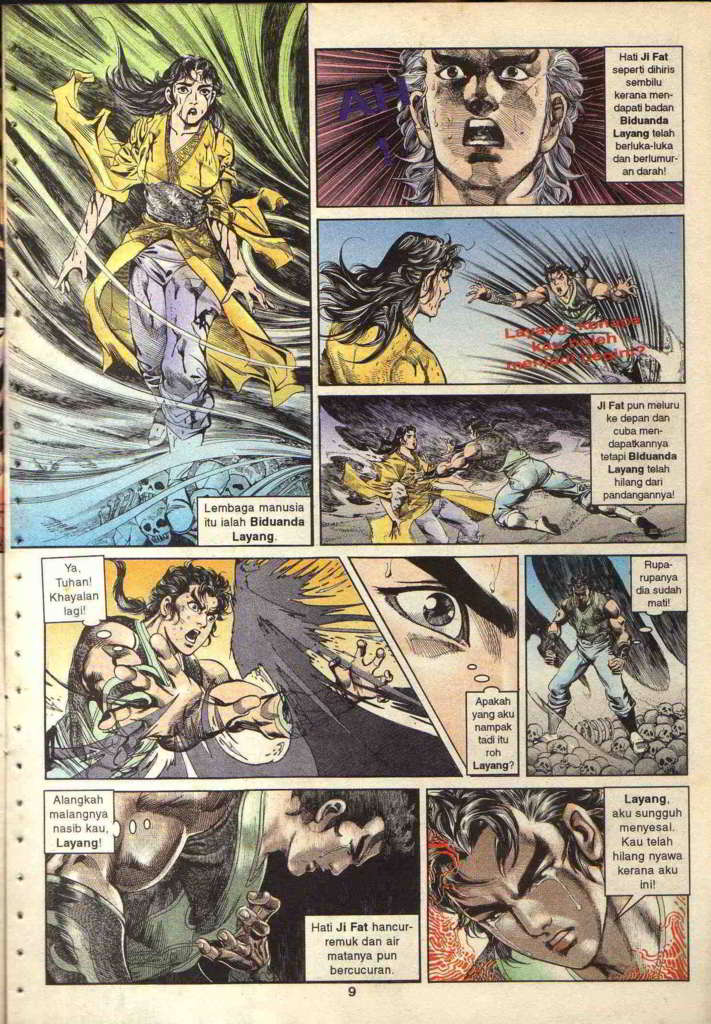 Lembaga manusia
itu ialah Biduanda
Layang.
Hati Ji Fat
seperti dihiris
sembilu
kerana men-
dapati badan
Biduanda
Layang telah
berluka-luka
dan berlumur-
an darah!
Layang, kenapa
kau boleh
menjadi begini?
Ji Fat pun meluru
ke depan dan
cuba men-
dapatkannya
tetapi Biduanda
Layang telah
hilang dari
pandangannya!
Ya,
Tuhan!
Khayalan
lagi!
Apakah
yang aku
nampak
tadi itu
roh
Layang?
Rupa-
rupanya
dia sudah
mati!
Alangkah
malangnya
nasib kau,
Layang!
Hati Ji Fat hancur-
remuk dan air
matanya pun
bercucuran.
Layang,
aku sungguh
menyesal.
Kau telah
hilang nyawa
kerana aku
ini!
9